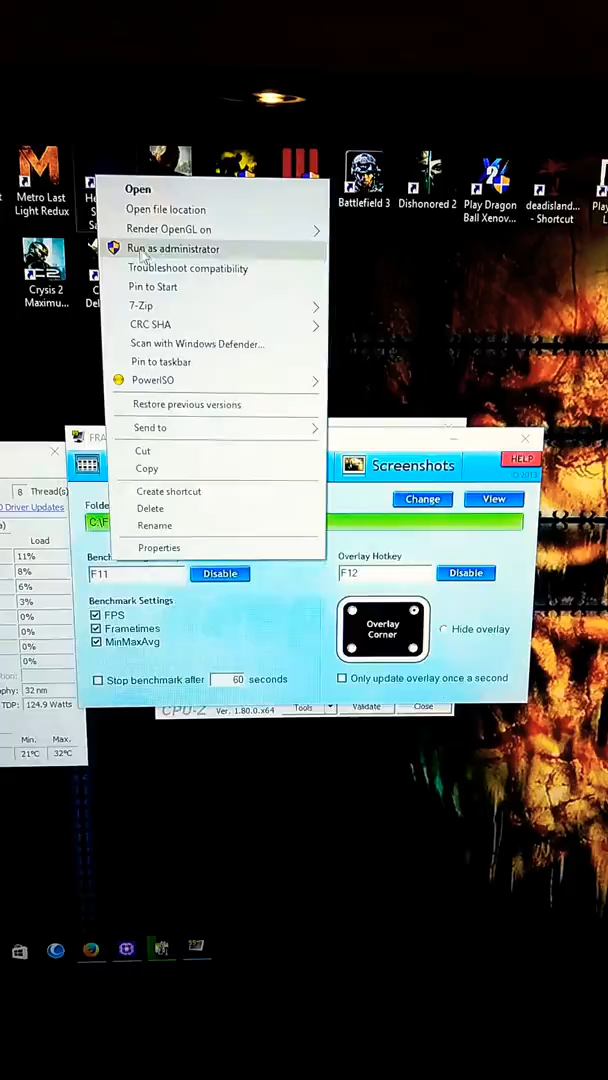 Metro Last
Light Redux
Battlefield 3
Dishonored 2
Play Dragon
Ball Xenov...
deadisland...
- Shortcut
Crysis 2
Maximu...
Open
Open file location
Render OpenGL on
Run as administrator
Troubleshoot compatibility
Pin to Start
7-Zip
CRC SHA
Scan with Windows Defender...
Pin to taskbar
PowerISO
Restore previous versions
Send to
Cut
Copy
Create shortcut
Delete
Rename
Properties
Screenshots
HELP
Change
View
8 Thread(s)
Driver Updates
Load
11%
8%
6%
3%
0%
0%
0%
0%
32 nm
TDP: 124.9 Watts
Min. Max.
21ºC 32ºC
F11
Disable
Overlay Hotkey
F12
Disable
Benchmark Settings
FPS
Frametimes
MinMaxAvg
Overlay
Corner
Hide overlay
Stop benchmark after 60 seconds
Only update overlay once a second
CPU-Z Ver. 1.80.0.x64 Tools Validate Close